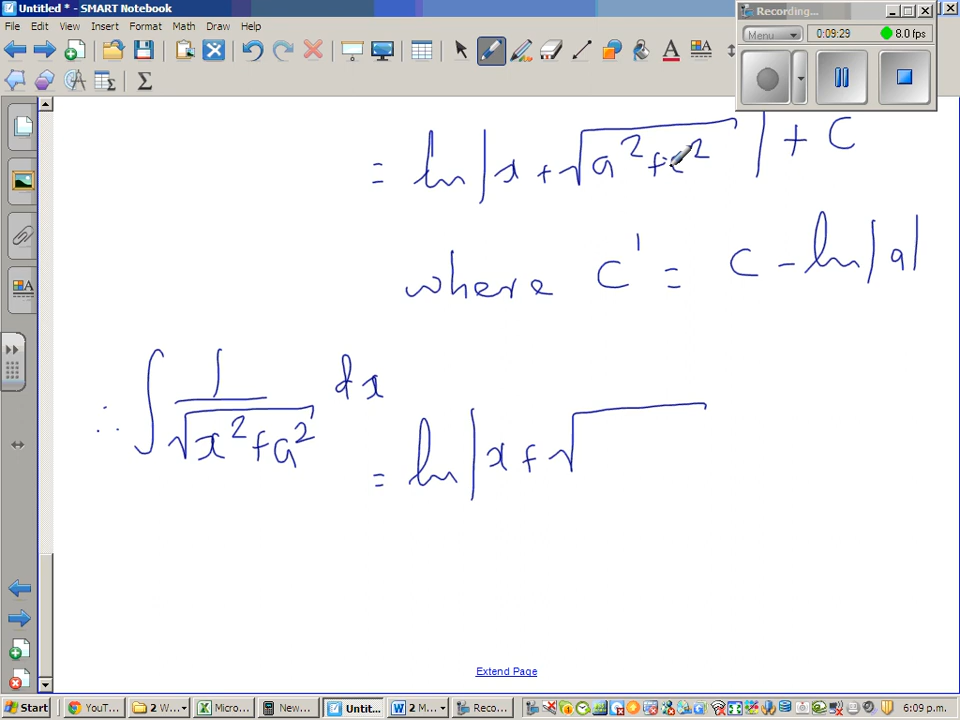 Untitled * - SMART Notebook
Recording...
File Edit View Insert Format Math Draw Help
Menu 0:09:29 8.0 fps
= ln|x + √(a² + x²)| + C
where C' = C - ln|a|
∴ ∫ 1/√(x² + a²) dx
= ln|x + √
Extend Page
Start YouT... 2 W... Micro... New... Untit... 2 M... Reco... 6:09 p.m.